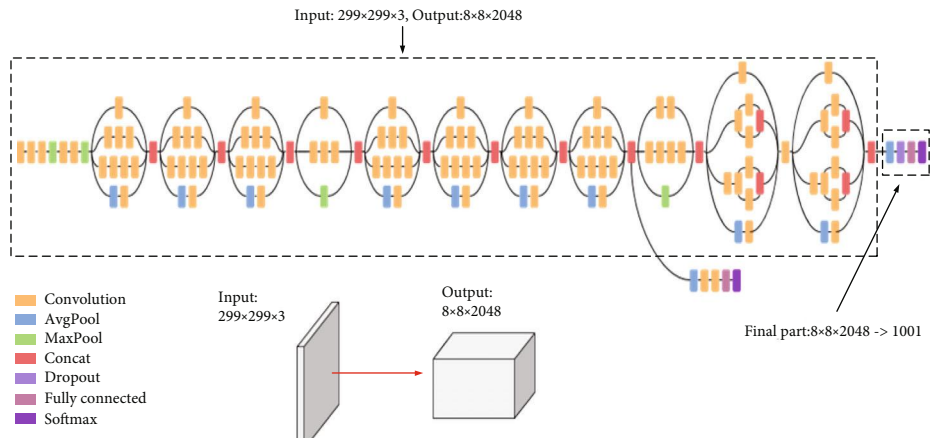 Input: 299×299×3, Output:8×8×2048
Convolution
AvgPool
MaxPool
Concat
Dropout
Fully connected
Softmax
Input:
299×299×3
Output:
8×8×2048
Final part:8×8×2048 -> 1001